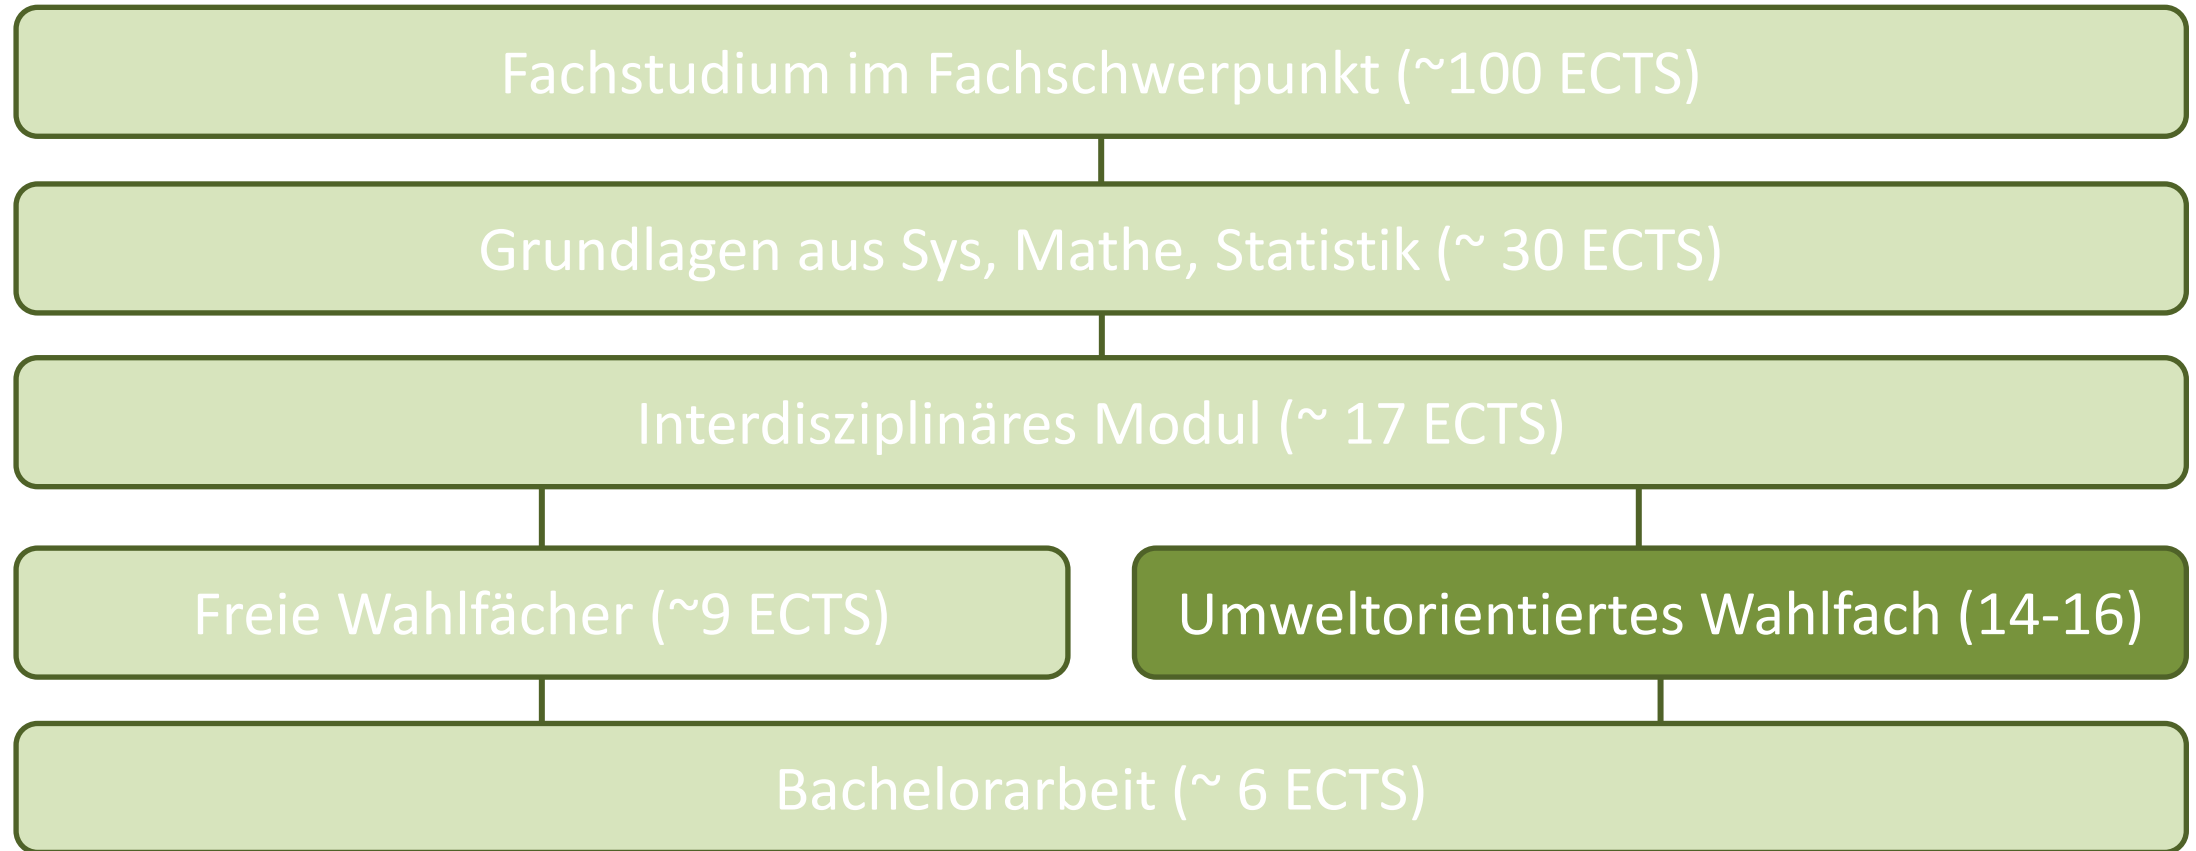 Fachstudium im Fachschwerpunkt (~100 ECTS)
Grundlagen aus Sys, Mathe, Statistik (~ 30 ECTS)
Interdisziplinäres Modul (~ 17 ECTS)
Freie Wahlfächer (~9 ECTS)
Umweltorientiertes Wahlfach (14-16)
Bachelorarbeit (~ 6 ECTS)